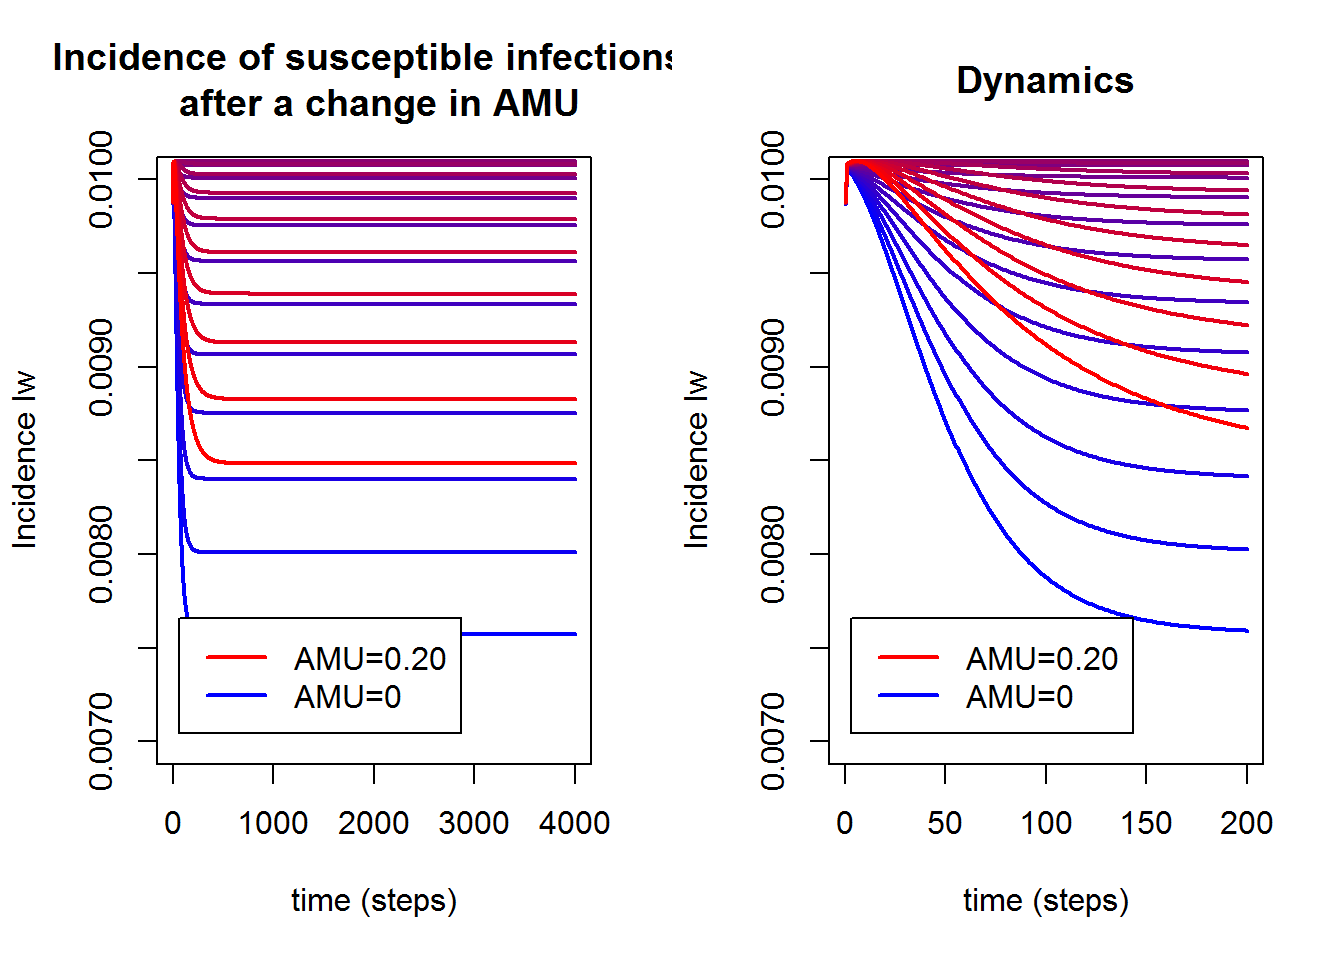 Incidence of susceptible infections
after a change in AMU
Incidence Iw
0.0070
0.0080
0.0090
0.0100
AMU=0.20
AMU=0
0 1000 2000 3000 4000
time (steps)
Dynamics
Incidence Iw
0.0070
0.0080
0.0090
0.0100
AMU=0.20
AMU=0
0 50 100 150 200
time (steps)